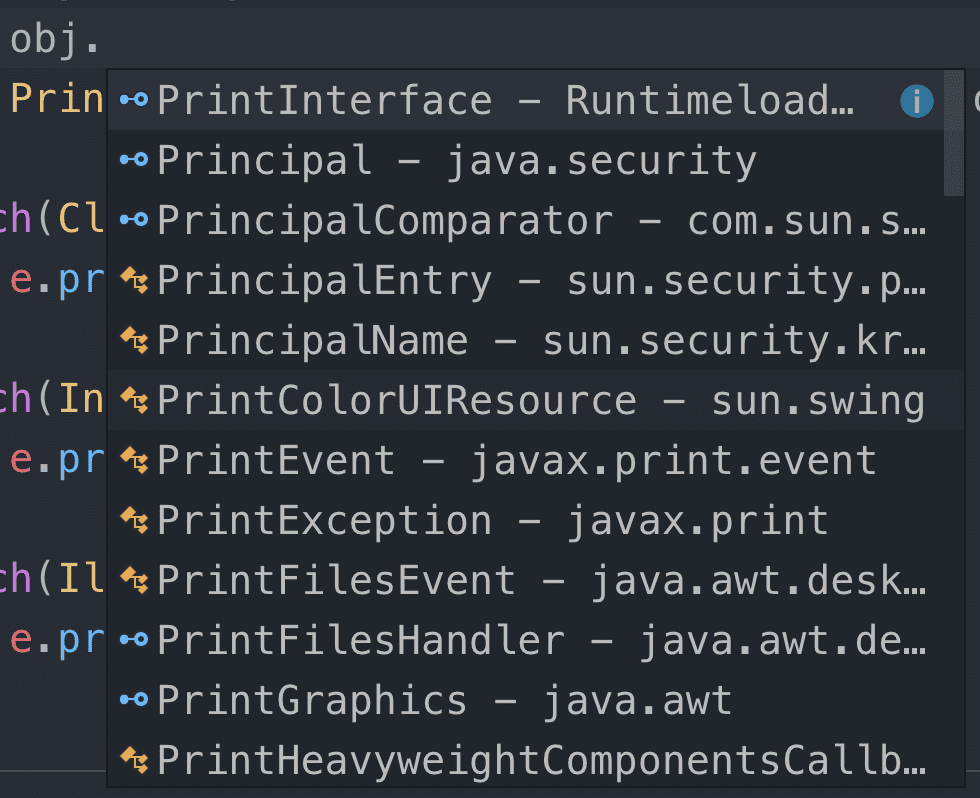 obj.
Prin
PrintInterface – Runtimeload…
Principal – java.security
ch(Cl
PrincipalComparator – com.sun.s…
e.pr
PrincipalEntry – sun.security.p…
PrincipalName – sun.security.kr…
ch(In
PrintColorUIResource – sun.swing
e.pr
PrintEvent – javax.print.event
PrintException – javax.print
ch(Il
PrintFilesEvent – java.awt.desk…
e.pr
PrintFilesHandler – java.awt.de…
PrintGraphics – java.awt
PrintHeavyweightComponentsCallb…